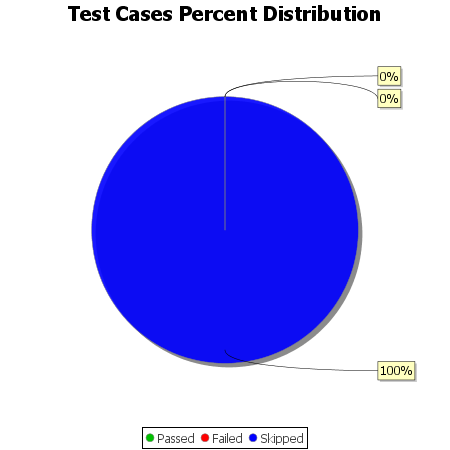 Test Cases Percent Distribution
0%
0%
100%
Passed Failed Skipped